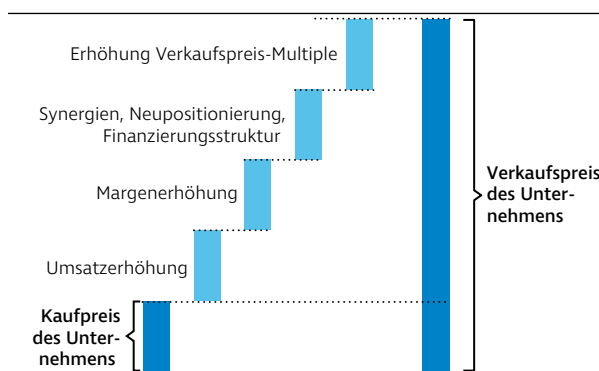 Erhöhung Verkaufspreis-Multiple
Synergien, Neupositionierung,
Finanzierungsstruktur
Margenerhöhung
Umsatzerhöhung
Kaufpreis
des Unter-
nehmens
Verkaufspreis
des Unter-
nehmens